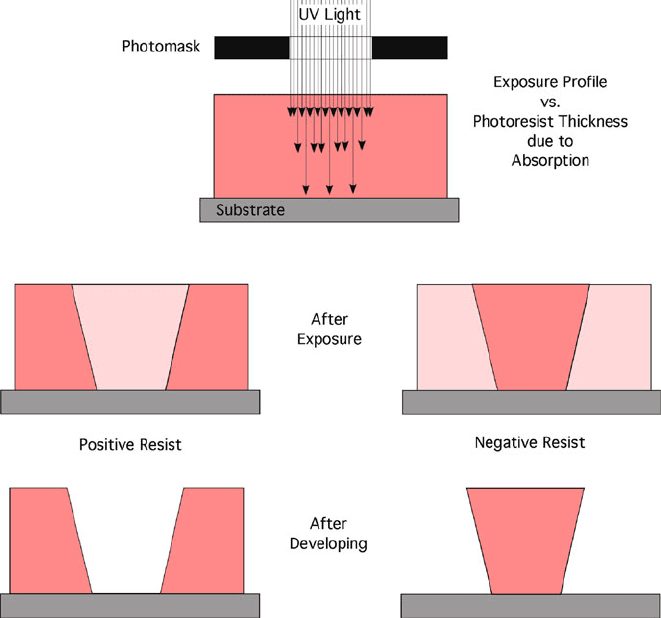 UV Light
Photomask
Exposure Profile
vs.
Photoresist Thickness
due to
Absorption
Substrate
After
Exposure
Positive Resist
Negative Resist
After
Developing